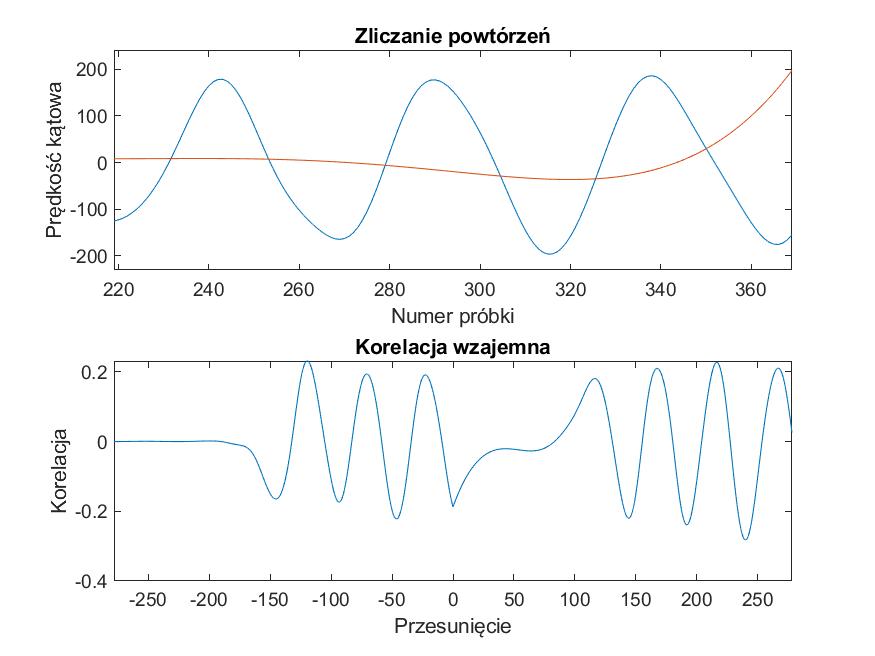 Zliczanie powtórzeń
200
100
0
-100
-200
Prędkość kątowa
220 240 260 280 300 320 340 360
Numer próbki
Korelacja wzajemna
0.2
0
-0.2
-0.4
Korelacja
-250 -200 -150 -100 -50 0 50 100 150 200 250
Przesunięcie